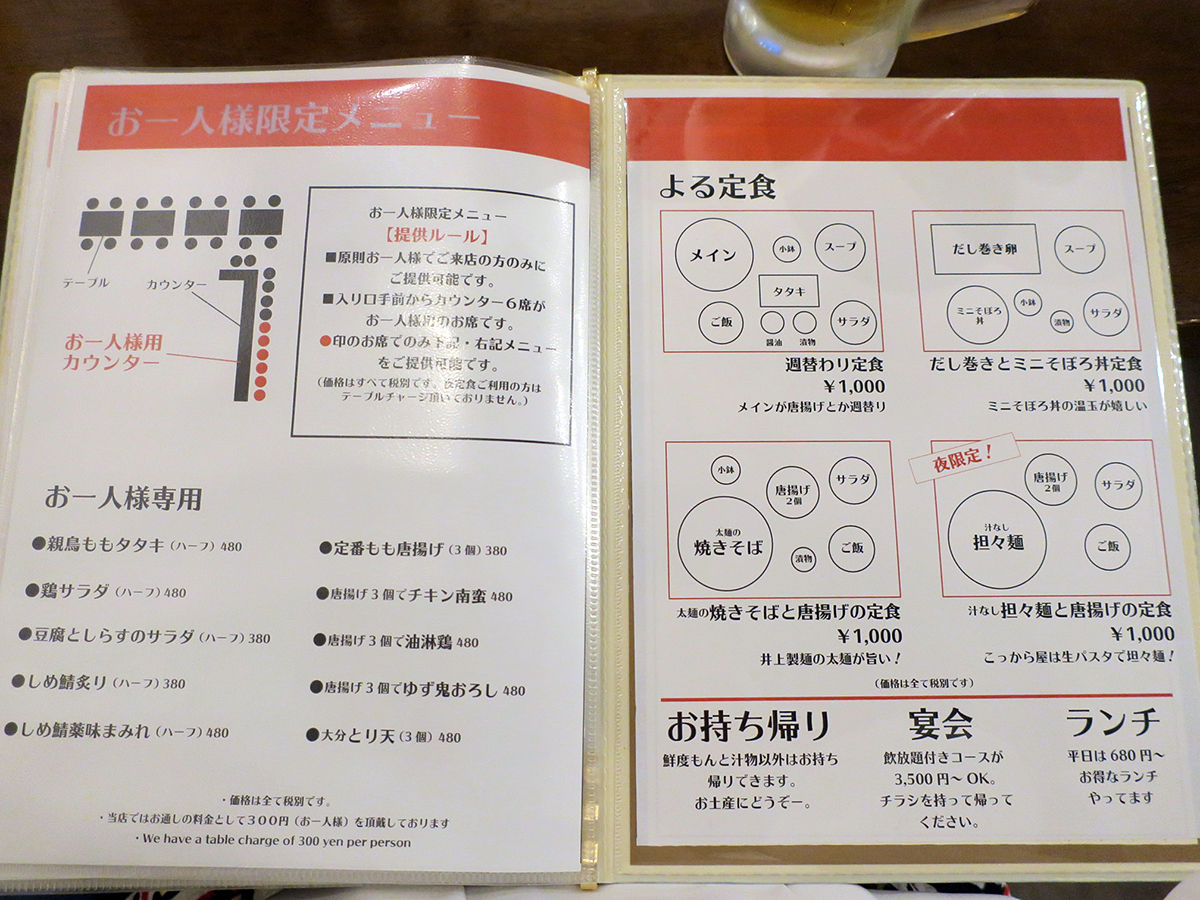 お一人様限定メニュー
テーブル
カウンター
お一人様用
カウンター
お一人様限定メニュー
【提供ルール】
■原則お一人様でご来店の方のみに
ご提供可能です。
■入り口手前からカウンター6席が
お一人様用のお席です。
●印のお席でのみ下記・右記メニュー
をご提供可能です。
(価格はすべて税別です。夜定食ご利用の方は
テーブルチャージ頂いておりません。)
お一人様専用
●親鳥ももタタキ(ハーフ) 480
●鶏サラダ(ハーフ) 480
●豆腐としらすのサラダ(ハーフ) 380
●しめ鯖炙り(ハーフ) 380
●しめ鯖薬味まみれ(ハーフ) 480
●定番もも唐揚げ(3個) 380
●唐揚げ3個でチキン南蛮 480
●唐揚げ3個で油淋鶏 480
●唐揚げ3個でゆず鬼おろし 480
●大分とり天(3個) 480
・価格は全て税別です。
・当店ではお通しの料金として300円(お一人様)を頂戴しております
・We have a table charge of 300 yen per person
よる定食
メイン
小鉢
スープ
タタキ
ご飯
醤油
漬物
サラダ
週替わり定食
¥1,000
メインが唐揚げとか週替り
だし巻き卵
スープ
ミニそぼろ
丼
小鉢
漬物
サラダ
だし巻きとミニそぼろ丼定食
¥1,000
ミニそぼろ丼の温玉が嬉しい
小鉢
唐揚げ
2個
サラダ
太麺の
焼きそば
漬物
ご飯
太麺の焼きそばと唐揚げの定食
¥1,000
井上製麺の太麺が旨い!
夜限定!
唐揚げ
2個
サラダ
汁なし
担々麺
ご飯
汁なし担々麺と唐揚げの定食
¥1,000
こっから屋は生パスタで担々麺!
(価格は全て税別です)
お持ち帰り
鮮度もんと汁物以外はお持ち
帰りできます。
お土産にどうぞー。
宴会
飲放題付きコースが
3,500円〜OK。
チラシを持って帰って
ください。
ランチ
平日は680円〜
お得なランチ
やってます